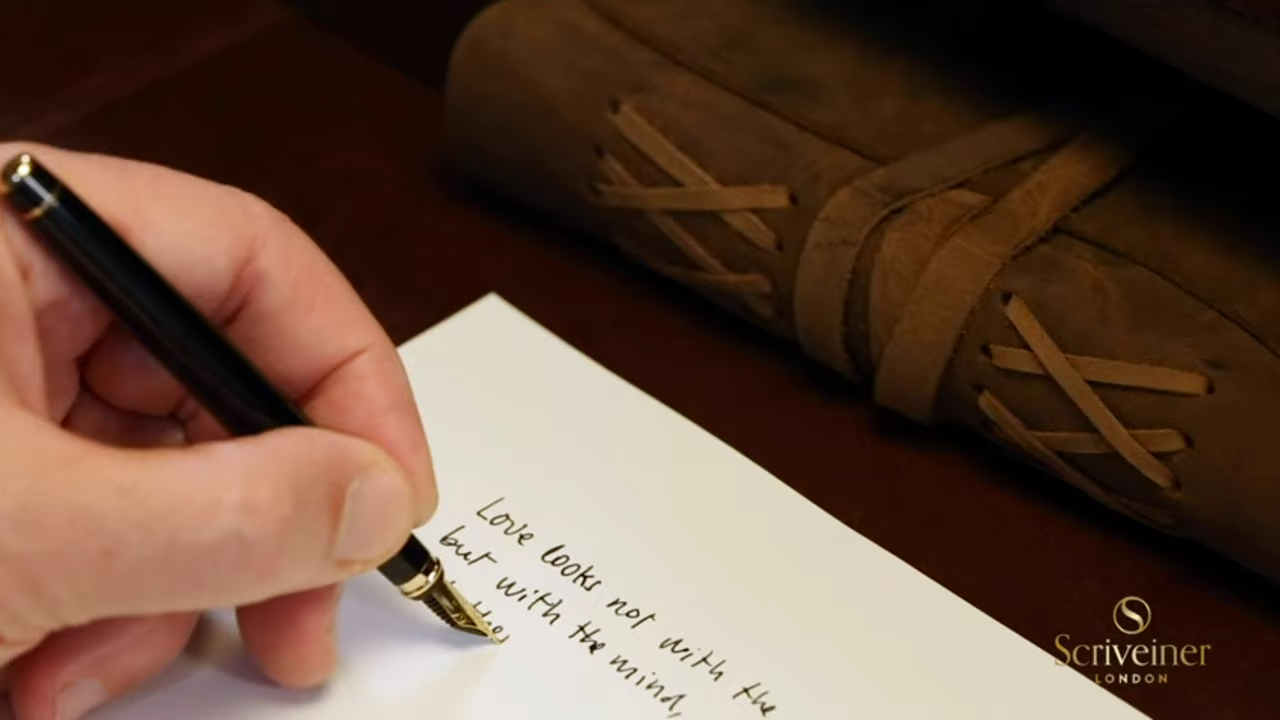 Love looks not with the
but with the mind,
Scriveiner
LONDON